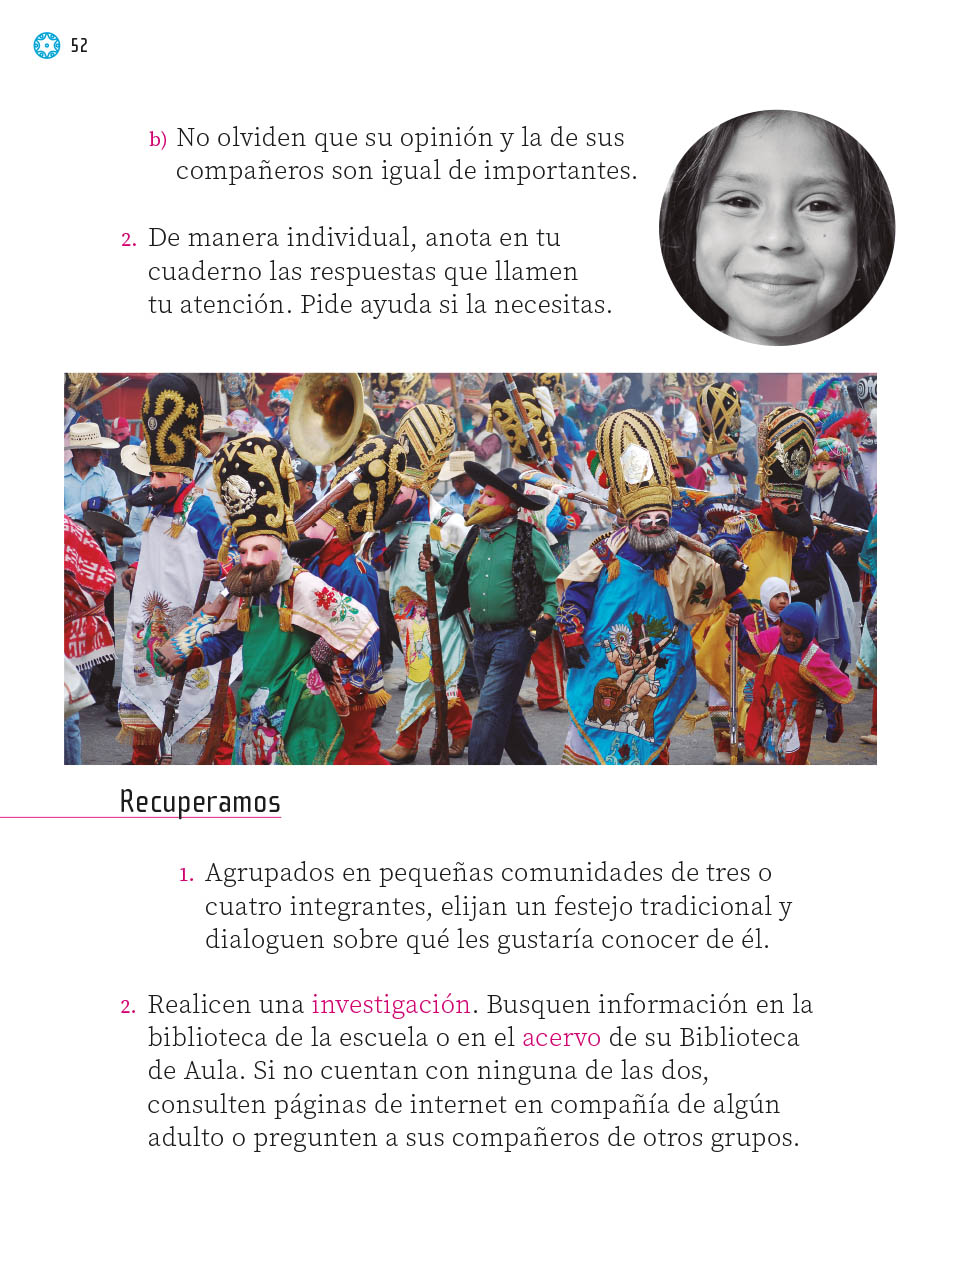 52
b) No olviden que su opinión y la de sus
compañeros son igual de importantes.
2. De manera individual, anota en tu
cuaderno las respuestas que llamen
tu atención. Pide ayuda si la necesitas.
Recuperamos
1. Agrupados en pequeñas comunidades de tres o
cuatro integrantes, elijan un festejo tradicional y
dialoguen sobre qué les gustaría conocer de él.
2. Realicen una investigación. Busquen información en la
biblioteca de la escuela o en el acervo de su Biblioteca
de Aula. Si no cuentan con ninguna de las dos,
consulten páginas de internet en compañía de algún
adulto o pregunten a sus compañeros de otros grupos.